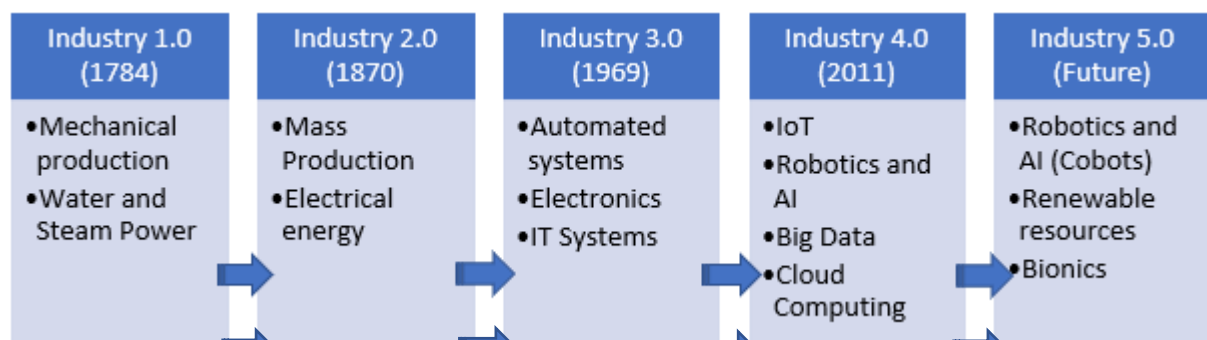 Industry 1.0
(1784)
•Mechanical
production
•Water and
Steam Power
Industry 2.0
(1870)
•Mass
Production
•Electrical
energy
Industry 3.0
(1969)
•Automated
systems
•Electronics
•IT Systems
Industry 4.0
(2011)
•IoT
•Robotics and
AI
•Big Data
•Cloud
Computing
Industry 5.0
(Future)
•Robotics and
AI (Cobots)
•Renewable
resources
•Bionics